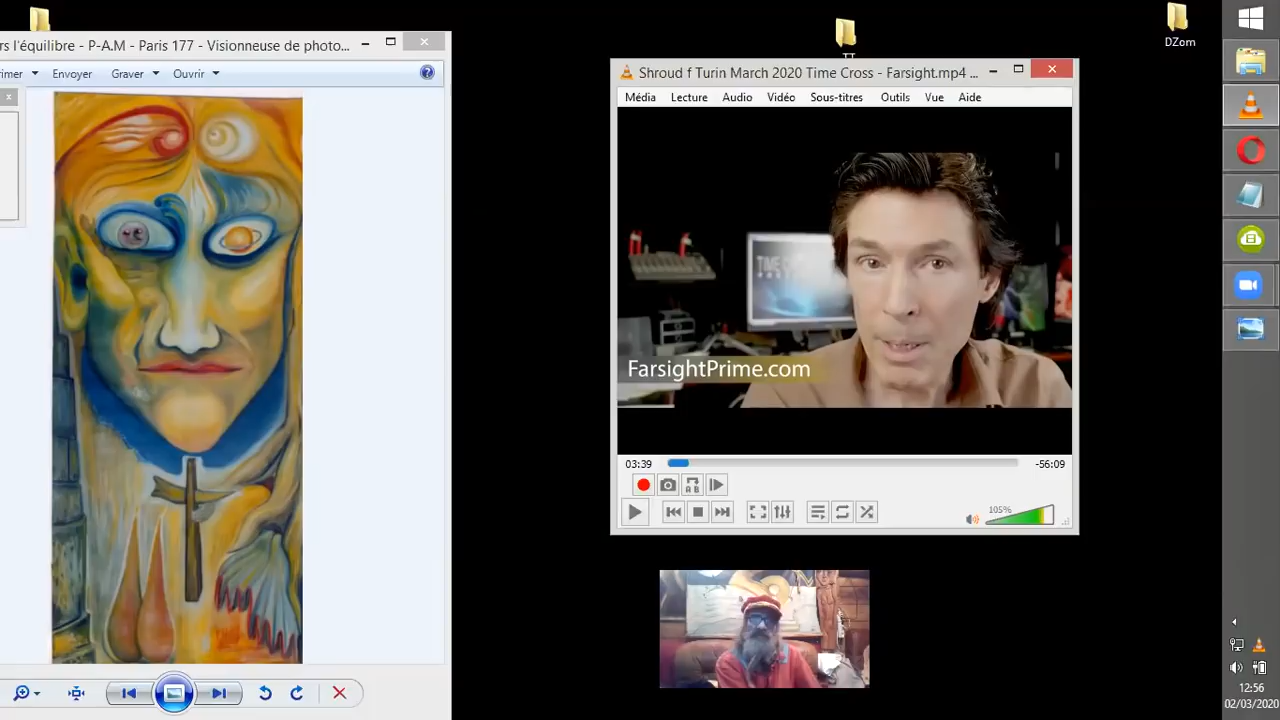 rs l'équilibre - P-A.M - Paris 177 - Visionneuse de photo...
rimer
Envoyer
Graver
Ouvrir
DZom
Shroud f Turin March 2020 Time Cross - Farsight.mp4 ...
Média Lecture Audio Vidéo Sous-titres Outils Vue Aide
FarsightPrime.com
03:39
-56:09
105%
12:56
02/03/2020